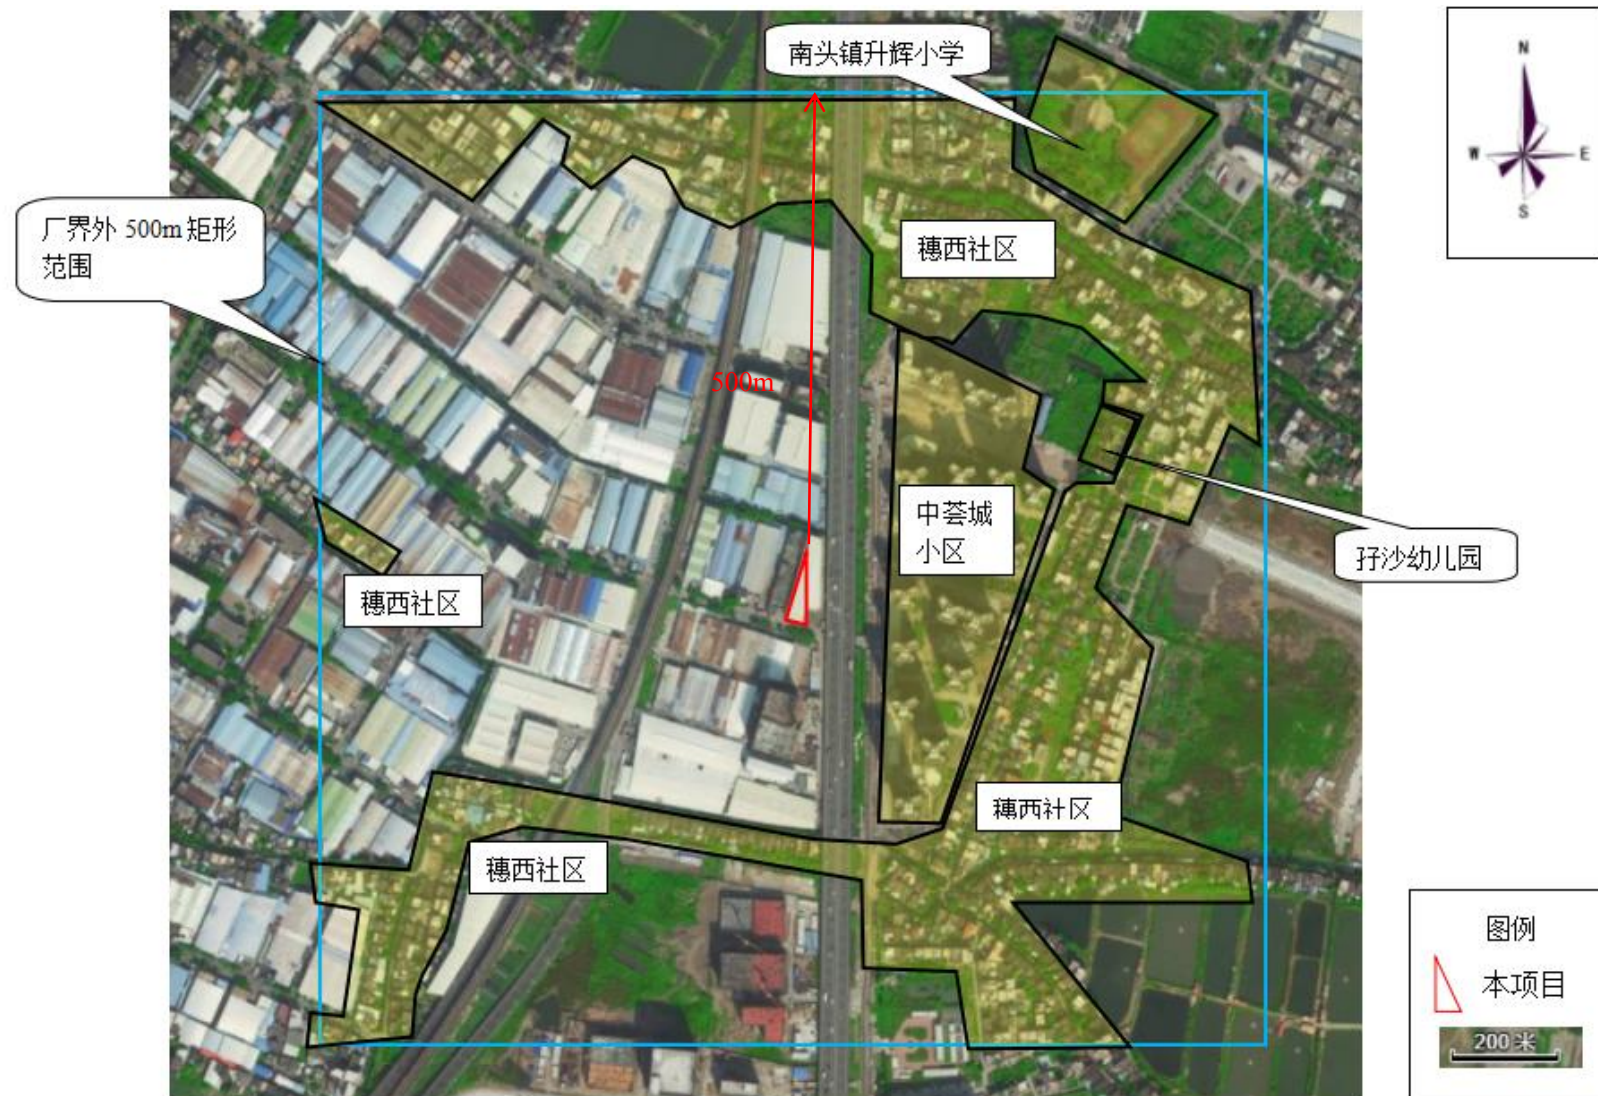 南头镇升辉小学
N
W
E
S
厂界外 500m 矩形
范围
穗西社区
500m
中荟城
小区
孖沙幼儿园
穗西社区
穗西社区
穗西社区
图例
本项目
200 米